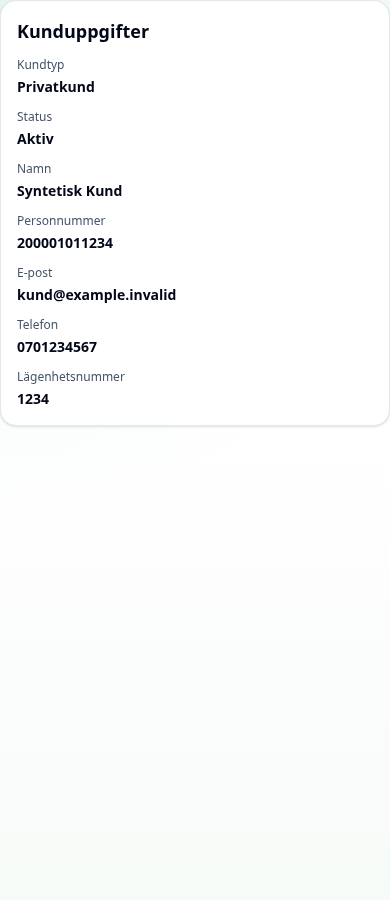 Kunduppgifter
Kundtyp
Privatkund
Status
Aktiv
Namn
Syntetisk Kund
Personnummer
200001011234
E-post
kund@example.invalid
Telefon
0701234567
Lägenhetsnummer
1234